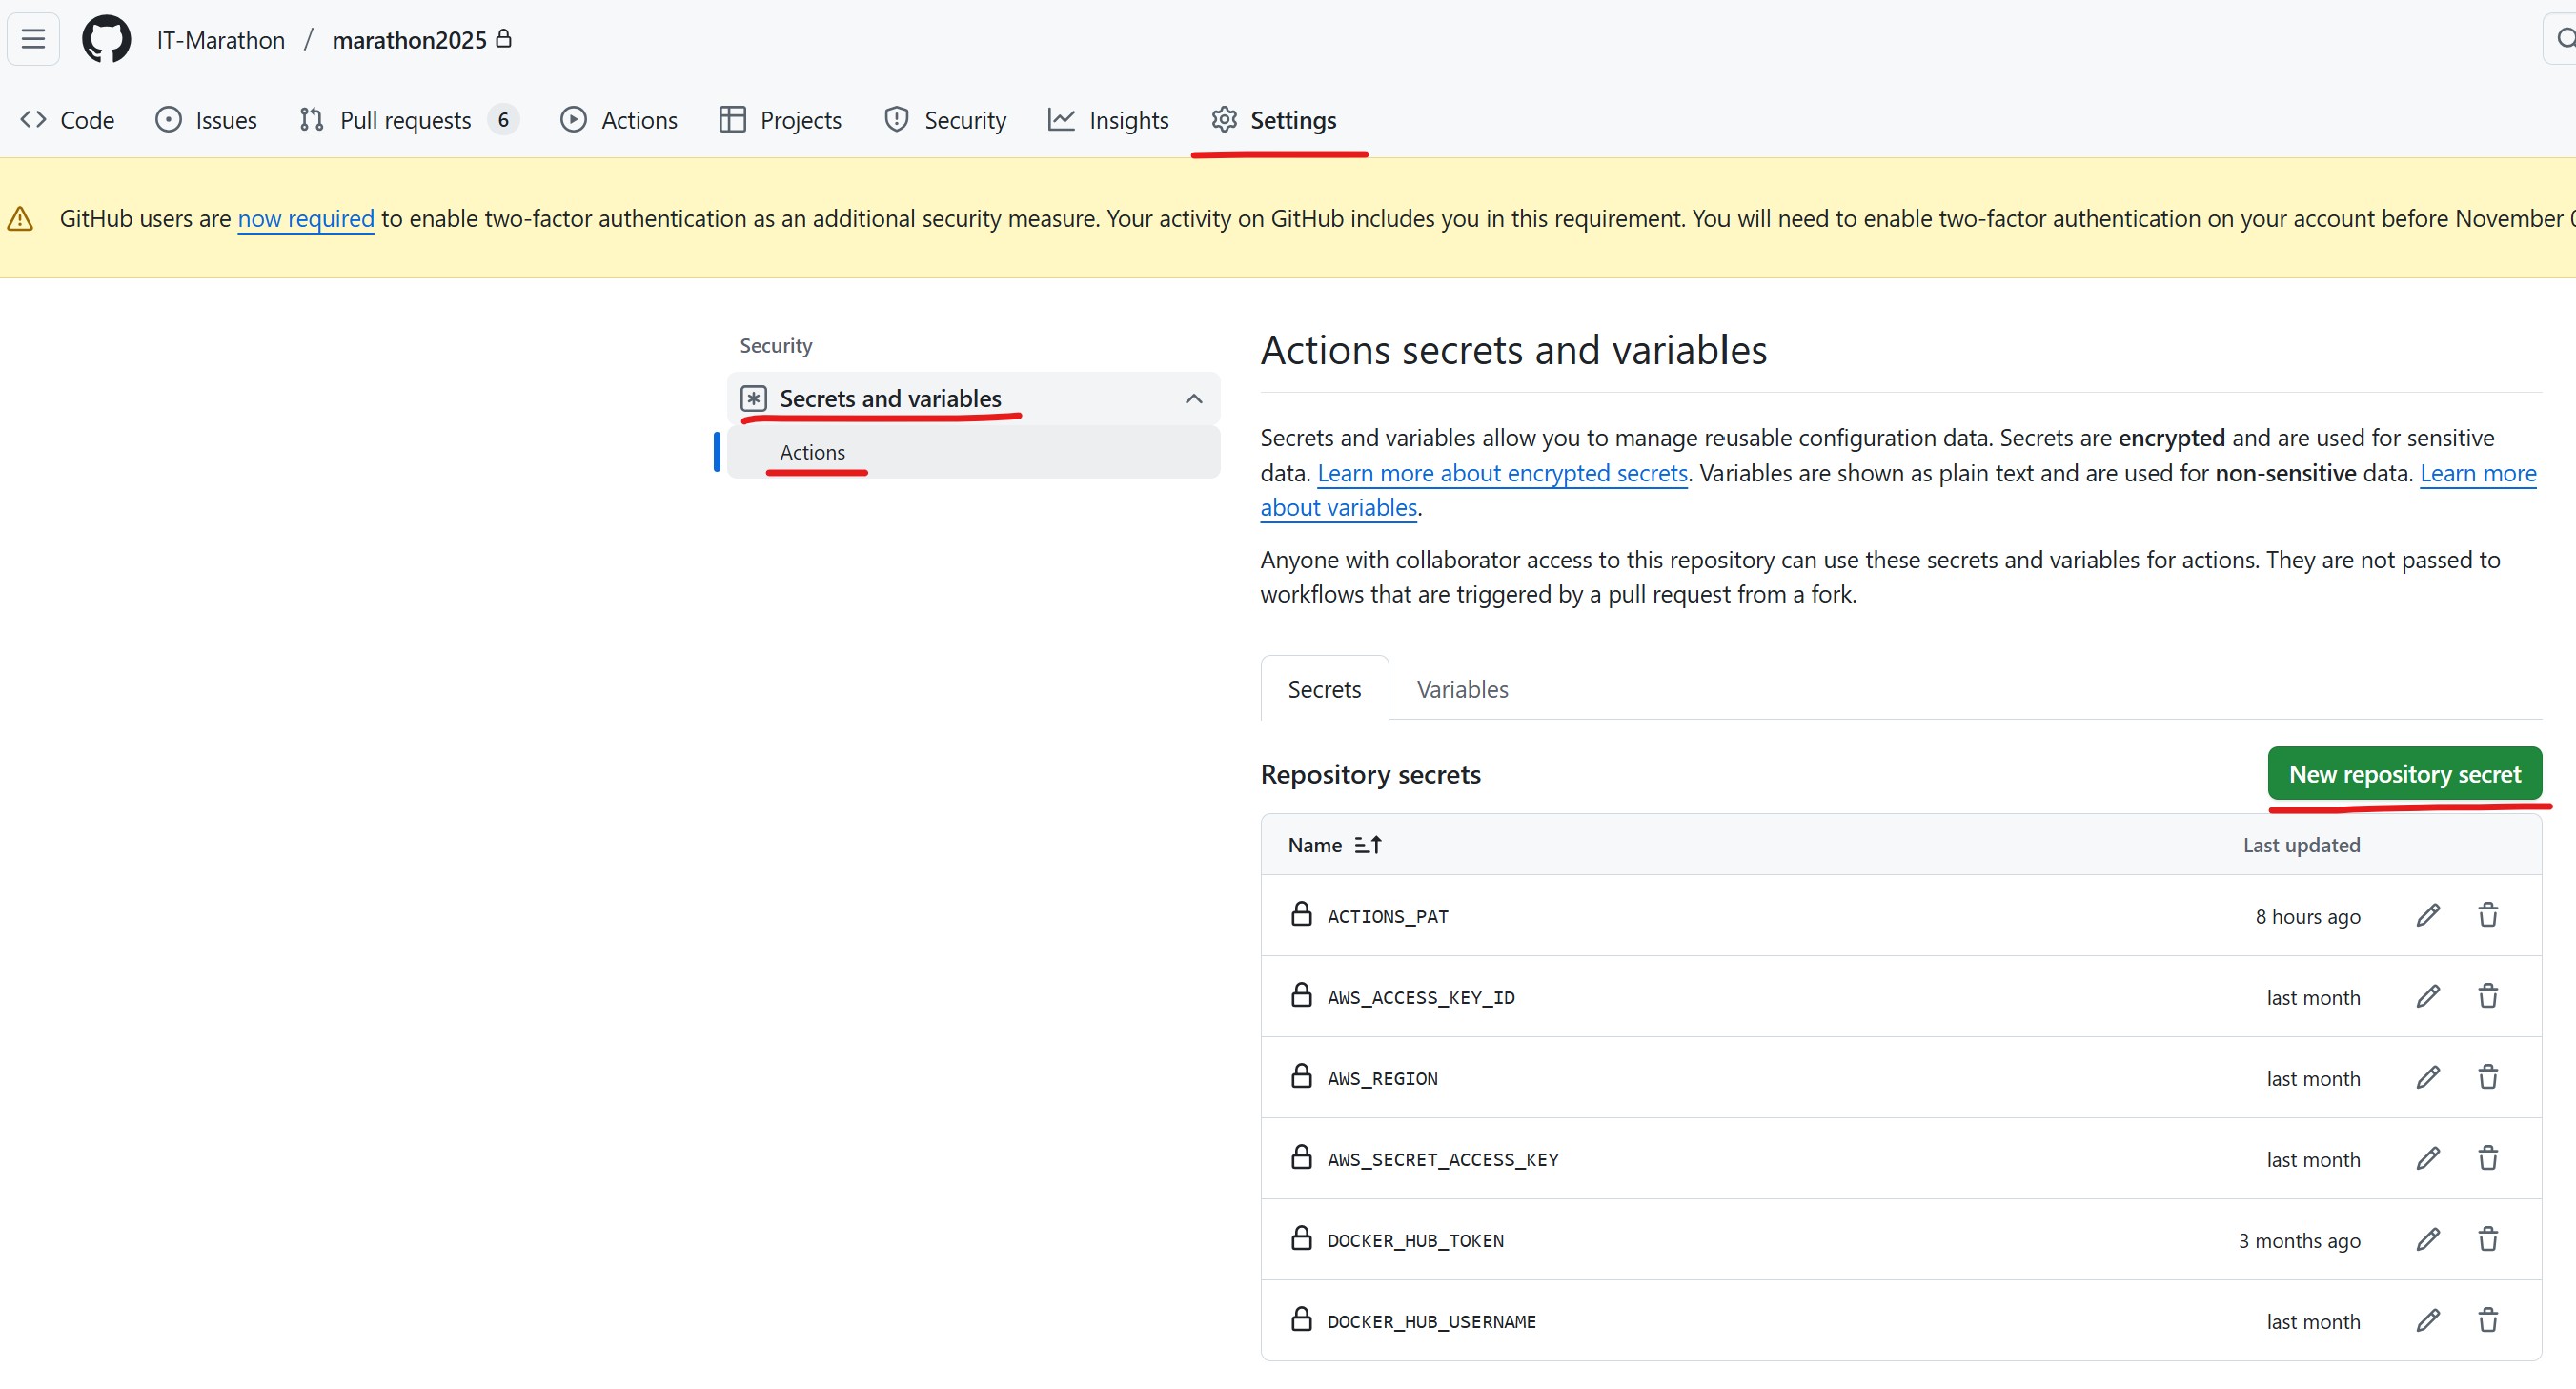 IT-Marathon / marathon2025
Code Issues Pull requests 6 Actions Projects Security Insights Settings
GitHub users are now required to enable two-factor authentication as an additional security measure. Your activity on GitHub includes you in this requirement. You will need to enable two-factor authentication on your account before November
Security
Secrets and variables
Actions
Actions secrets and variables
Secrets and variables allow you to manage reusable configuration data. Secrets are encrypted and are used for sensitive
data. Learn more about encrypted secrets. Variables are shown as plain text and are used for non-sensitive data. Learn more
about variables.
Anyone with collaborator access to this repository can use these secrets and variables for actions. They are not passed to
workflows that are triggered by a pull request from a fork.
Secrets Variables
Repository secrets New repository secret
Name Last updated
ACTIONS_PAT 8 hours ago
AWS_ACCESS_KEY_ID last month
AWS_REGION last month
AWS_SECRET_ACCESS_KEY last month
DOCKER_HUB_TOKEN 3 months ago
DOCKER_HUB_USERNAME last month